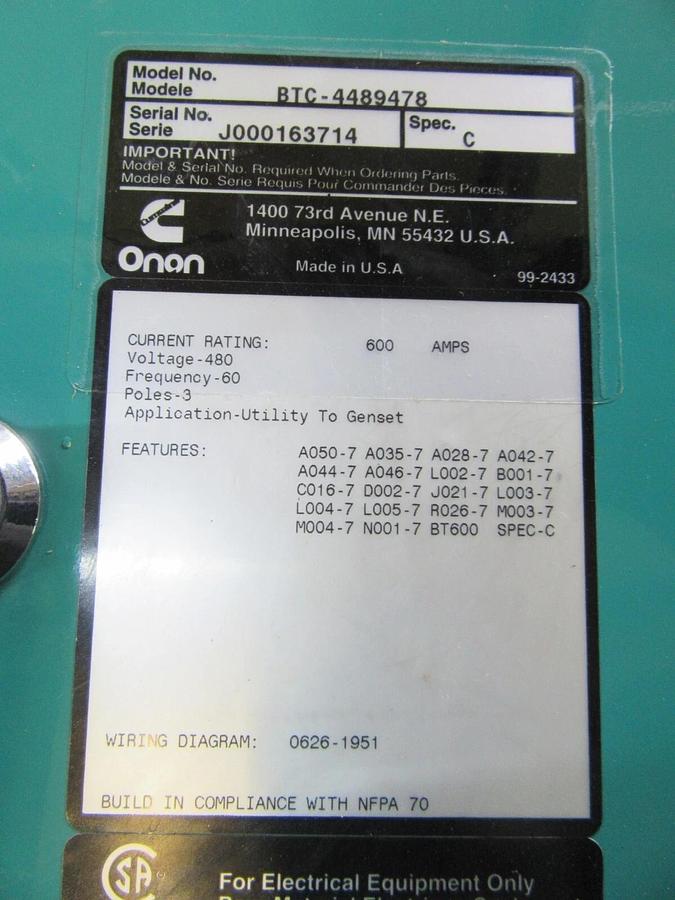 Model No.
Modele BTC-4489478
Serial No.
Serie J000163714
Spec. C
IMPORTANT!
Model & Serial No. Required When Ordering Parts.
Modele & No. Serie Requis Pour Commander Des Pieces.
Cummins
Onan
1400 73rd Avenue N.E.
Minneapolis, MN 55432 U.S.A.
Made in U.S.A
99-2433
CURRENT RATING: 600 AMPS
Voltage-480
Frequency-60
Poles-3
Application-Utility To Genset
FEATURES: A050-7 A035-7 A028-7 A042-7
A044-7 A046-7 L002-7 B001-7
C016-7 D002-7 J021-7 L003-7
L004-7 L005-7 R026-7 M003-7
M004-7 N001-7 BT600 SPEC-C
WIRING DIAGRAM: 0626-1951
BUILD IN COMPLIANCE WITH NFPA 70
SA
For Electrical Equipment Only